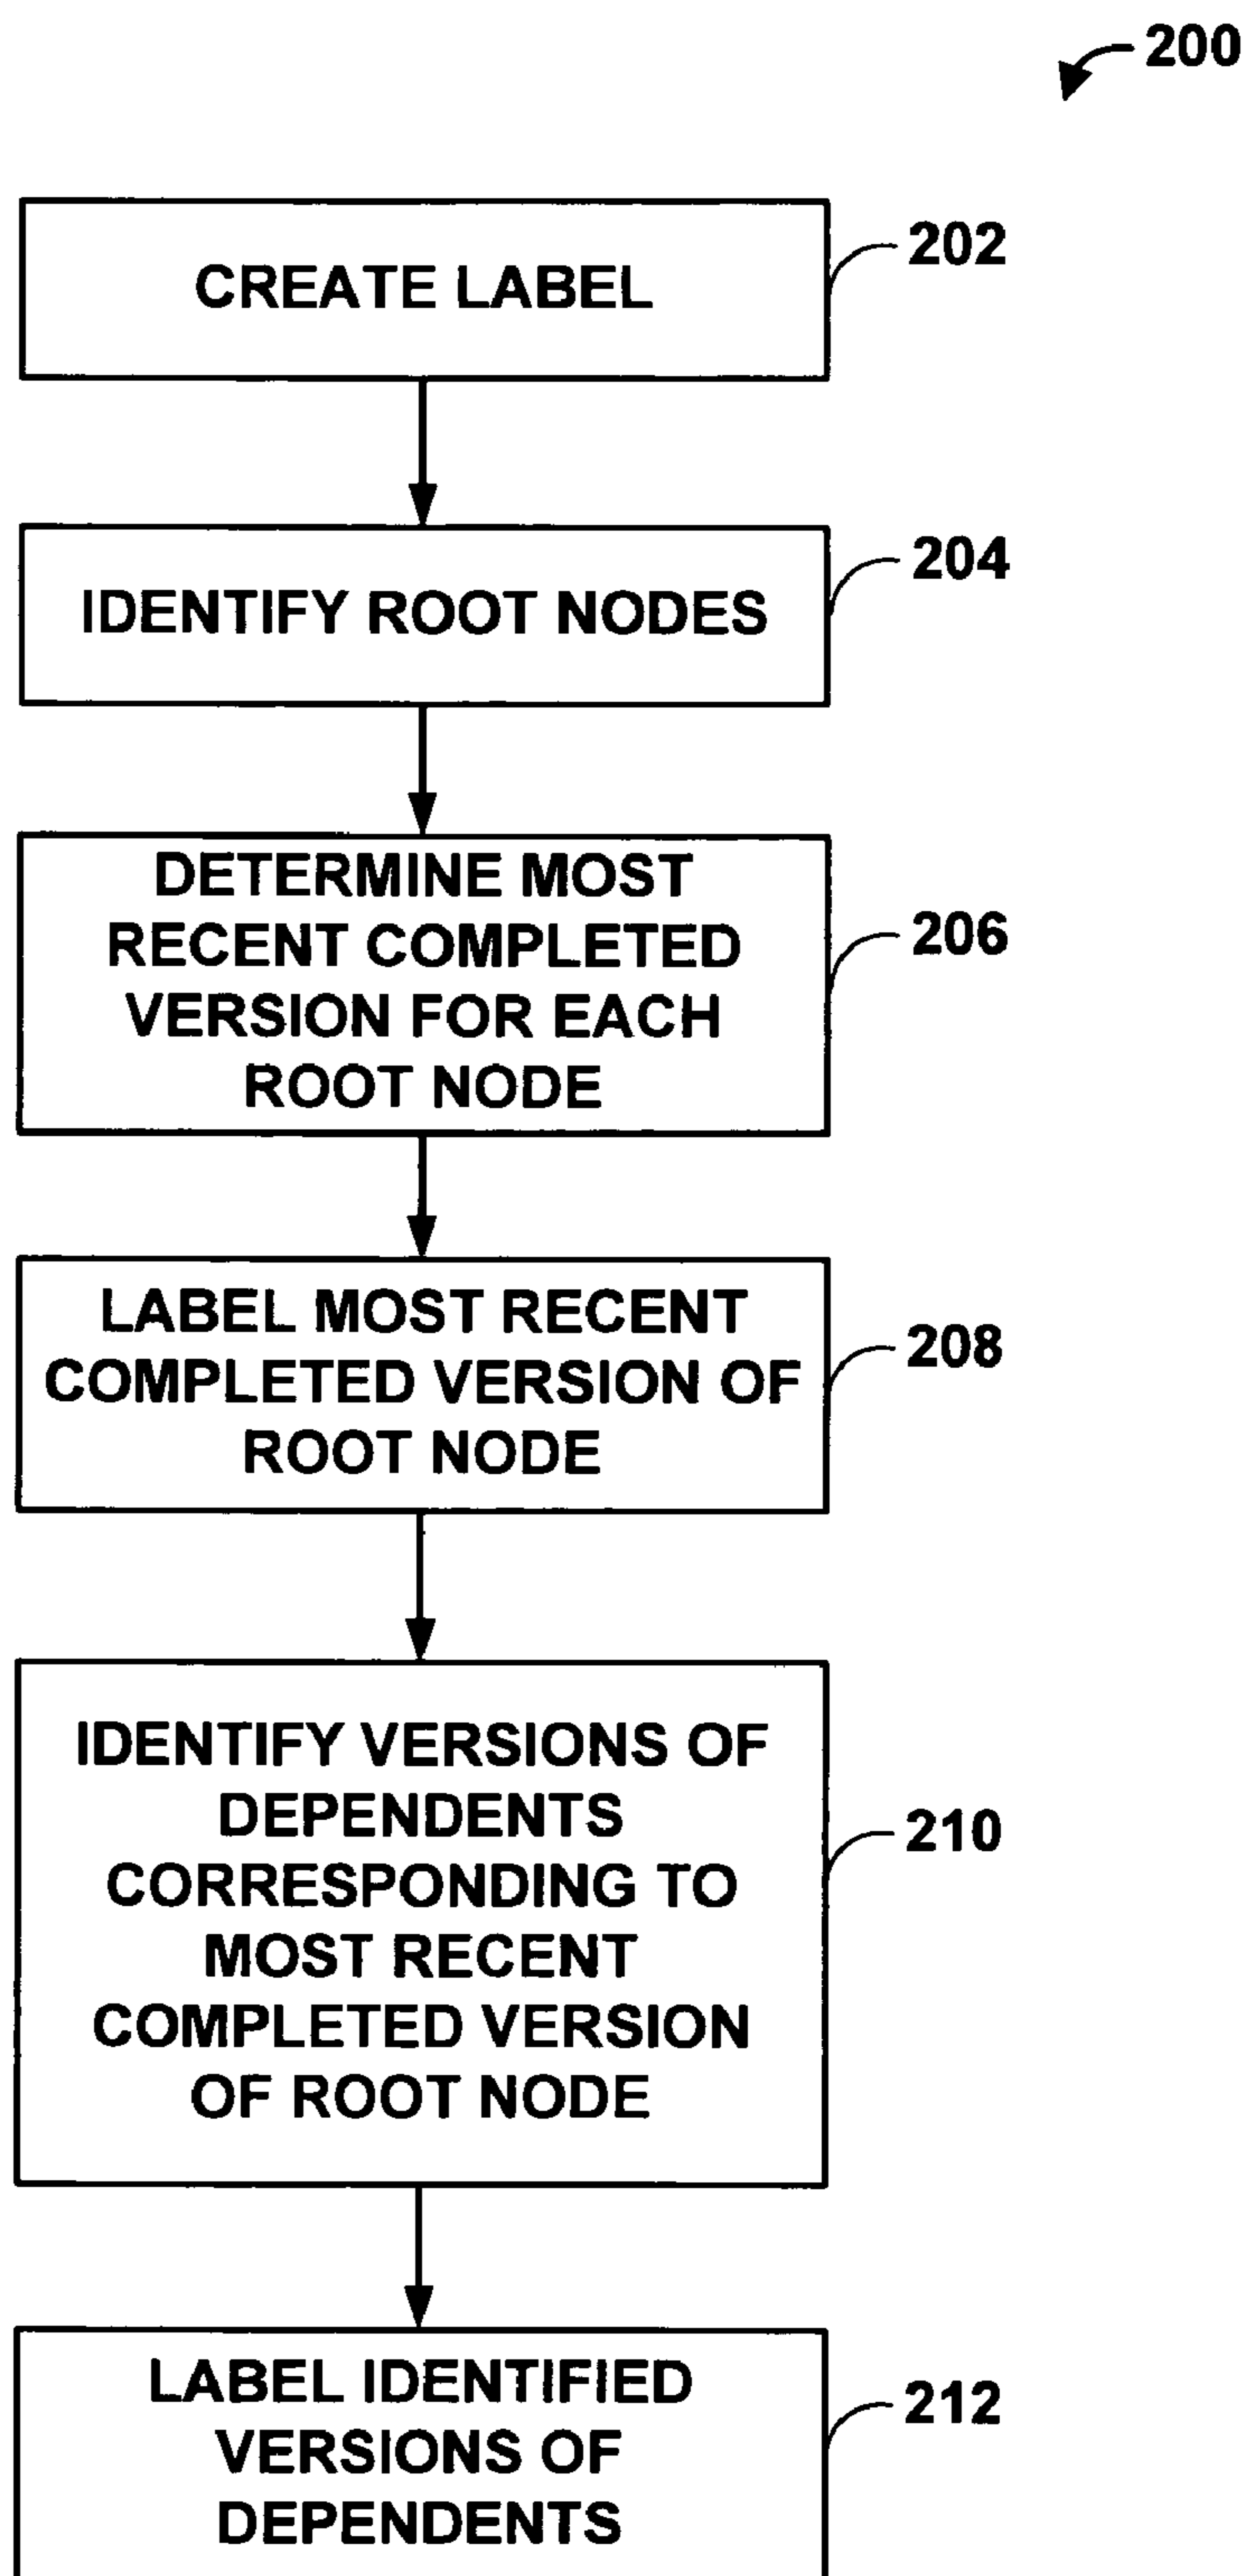 200
CREATE LABEL
202
IDENTIFY ROOT NODES
204
DETERMINE MOST
RECENT COMPLETED
VERSION FOR EACH
ROOT NODE
206
LABEL MOST RECENT
COMPLETED VERSION OF
ROOT NODE
208
IDENTIFY VERSIONS OF
DEPENDENTS
CORRESPONDING TO
MOST RECENT
COMPLETED VERSION
OF ROOT NODE
210
LABEL IDENTIFIED
VERSIONS OF
DEPENDENTS
212